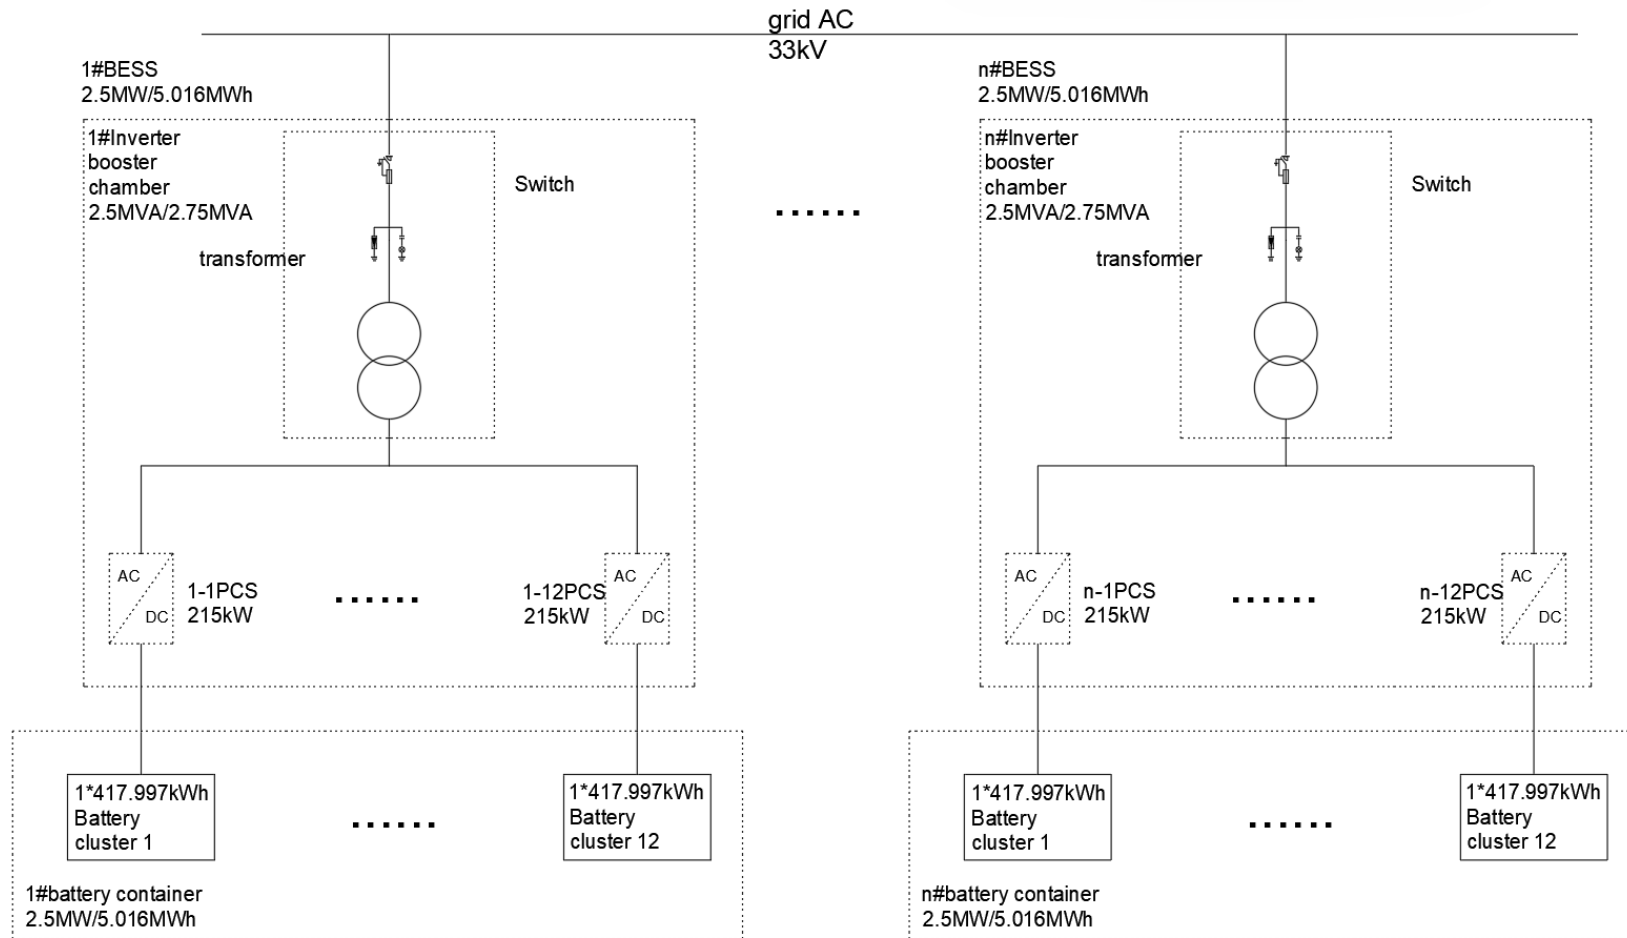 grid AC
33kV
1#BESS
2.5MW/5.016MWh
n#BESS
2.5MW/5.016MWh
1#Inverter
booster
chamber
2.5MVA/2.75MVA
Switch
transformer
n#Inverter
booster
chamber
2.5MVA/2.75MVA
Switch
transformer
AC
DC
1-1PCS
215kW
1-12PCS
215kW
AC
DC
AC
DC
n-1PCS
215kW
n-12PCS
215kW
AC
DC
1*417.997kWh
Battery
cluster 1
1*417.997kWh
Battery
cluster 12
1*417.997kWh
Battery
cluster 1
1*417.997kWh
Battery
cluster 12
1#battery container
2.5MW/5.016MWh
n#battery container
2.5MW/5.016MWh